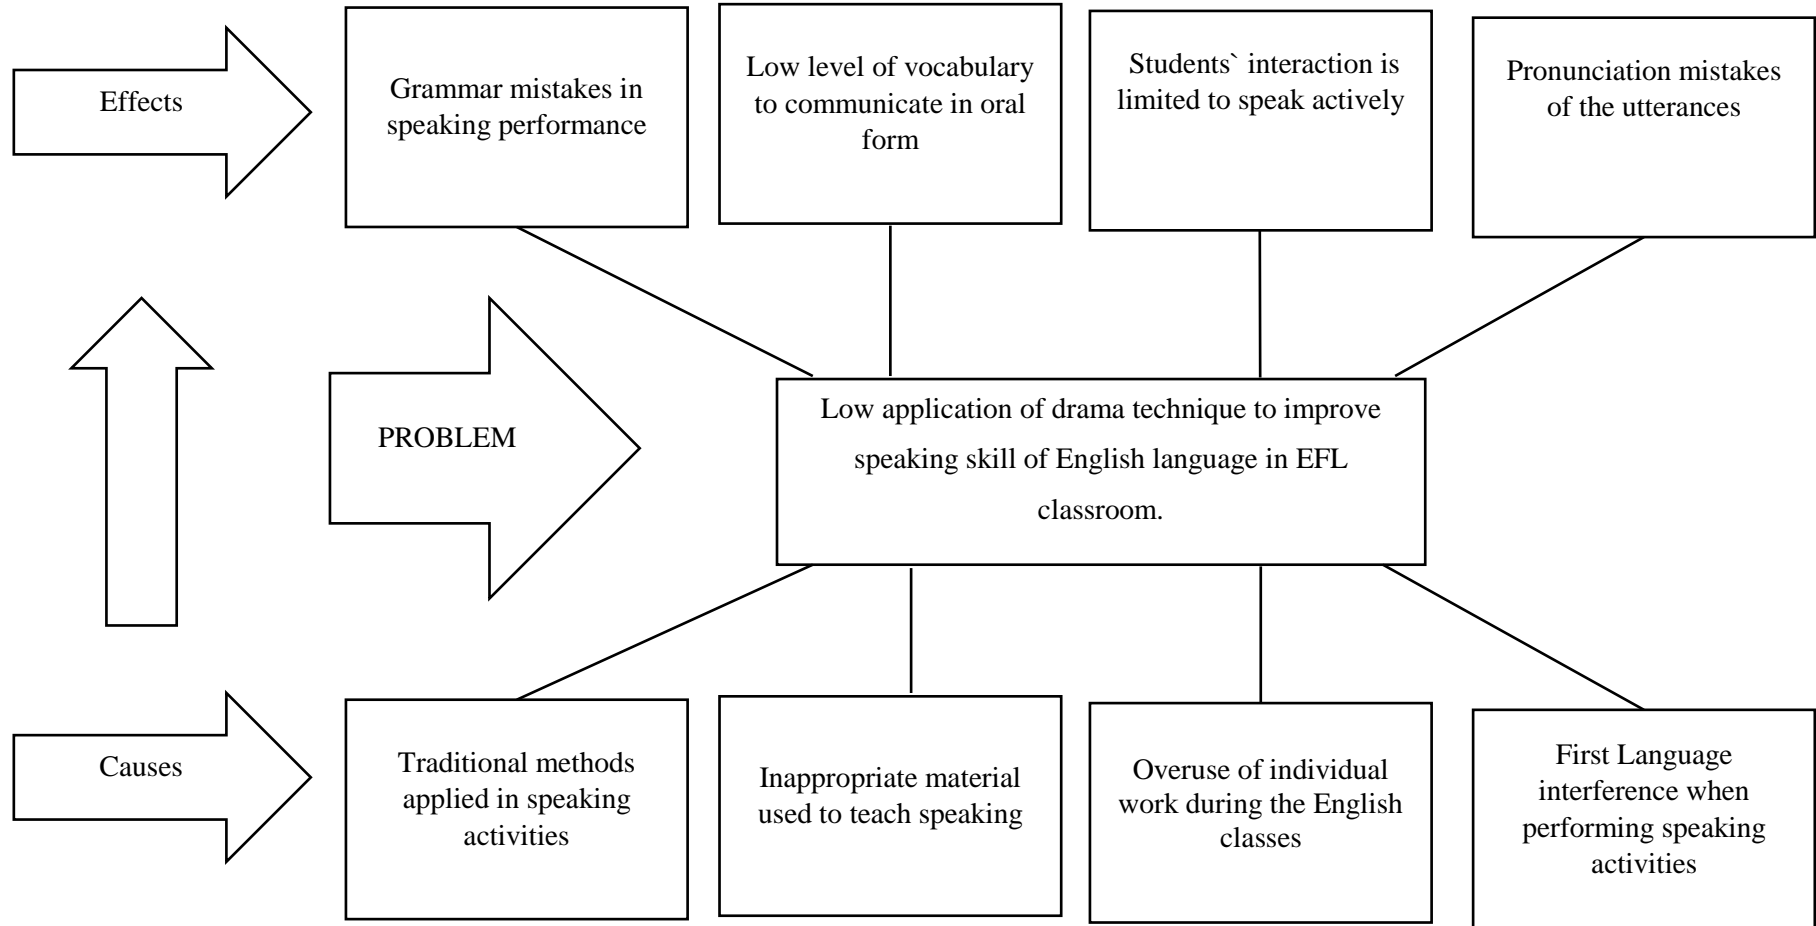 Effects
Grammar mistakes in
speaking performance
Low level of vocabulary
to communicate in oral
form
Students` interaction is
limited to speak actively
Pronunciation mistakes
of the utterances
PROBLEM
Low application of drama technique to improve
speaking skill of English language in EFL
classroom.
Causes
Traditional methods
applied in speaking
activities
Inappropriate material
used to teach speaking
Overuse of individual
work during the English
classes
First Language
interference when
performing speaking
activities